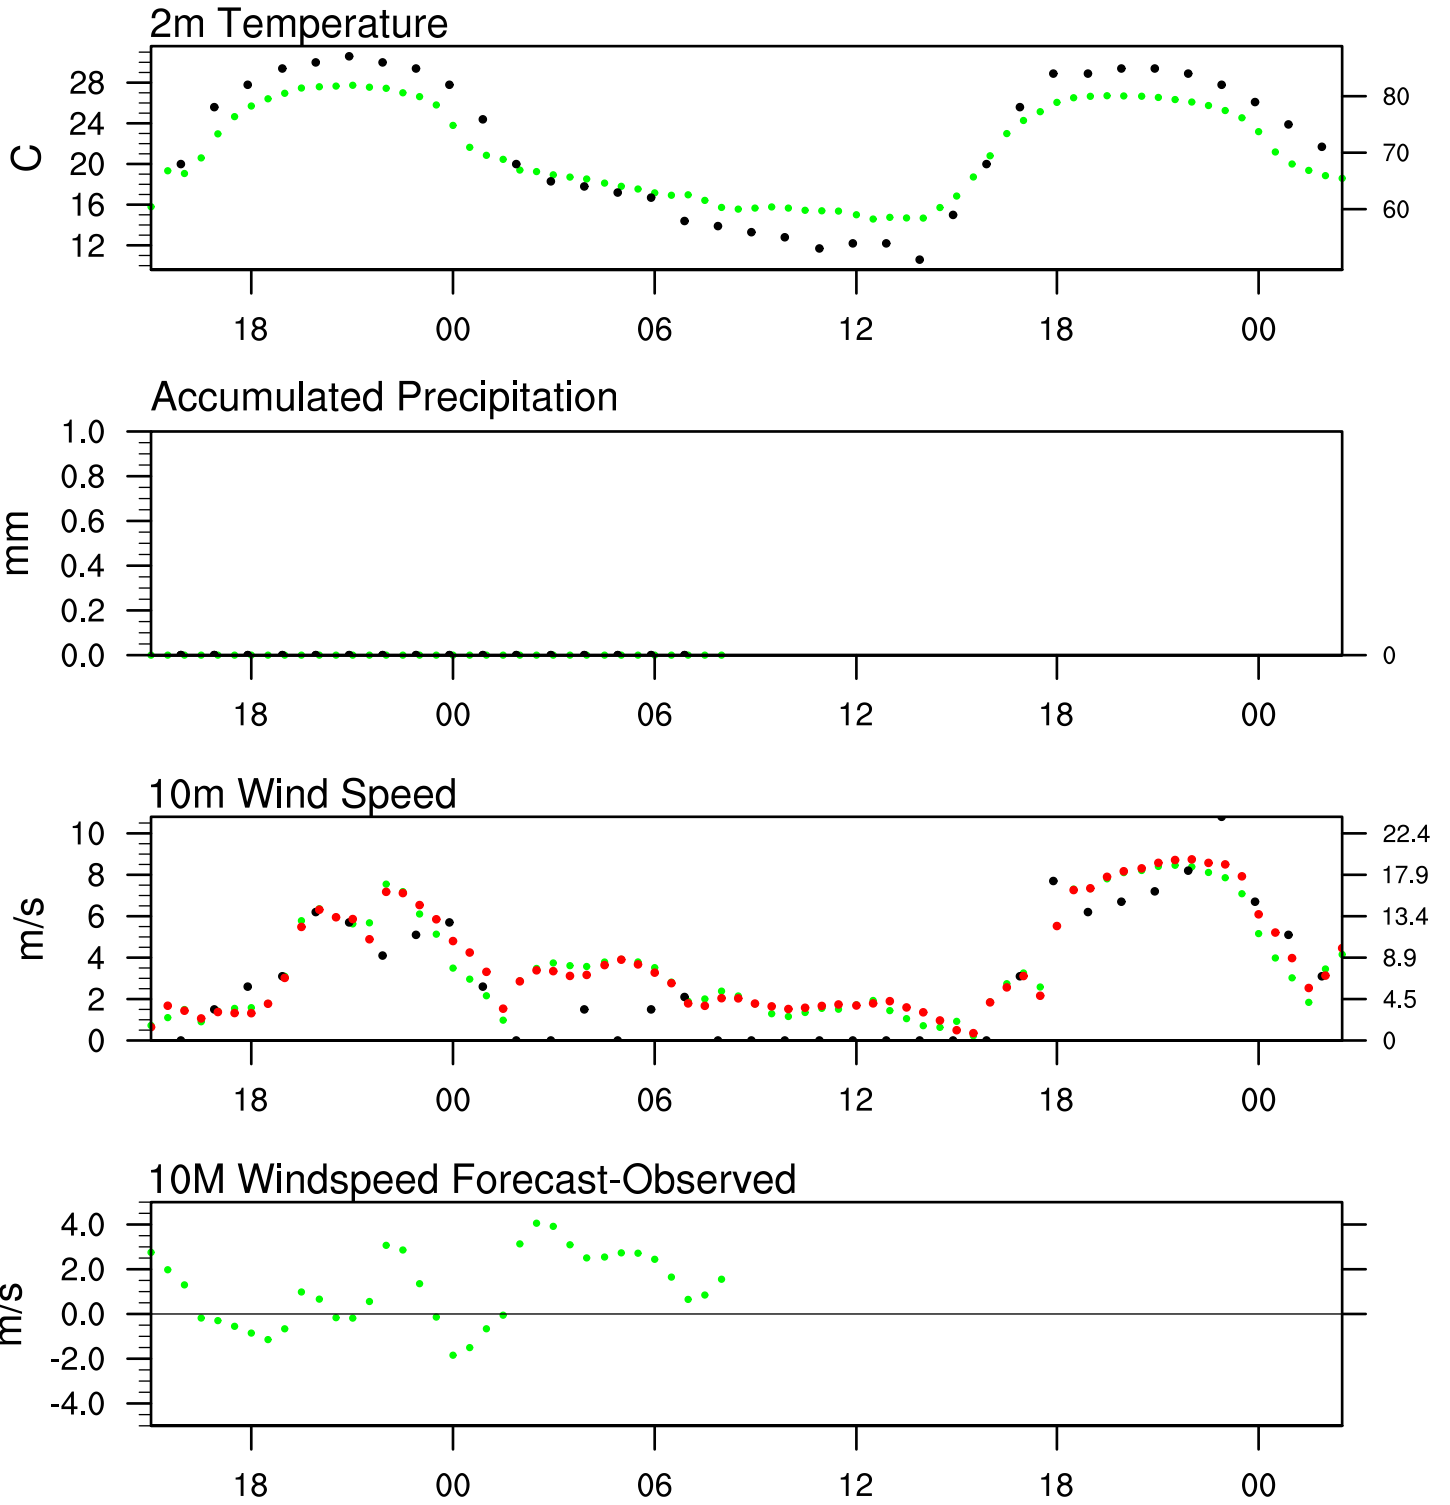 2m Temperature
28
24
20
16
12
C
80
70
60
18 00 06 12 18 00
Accumulated Precipitation
1.0
0.8
0.6
0.4
0.2
0.0
mm
0
18 00 06 12 18 00
10m Wind Speed
10
8
6
4
2
0
m/s
22.4
17.9
13.4
8.9
4.5
0
18 00 06 12 18 00
10M Windspeed Forecast-Observed
4.0
2.0
0.0
-2.0
-4.0
m/s
18 00 06 12 18 00